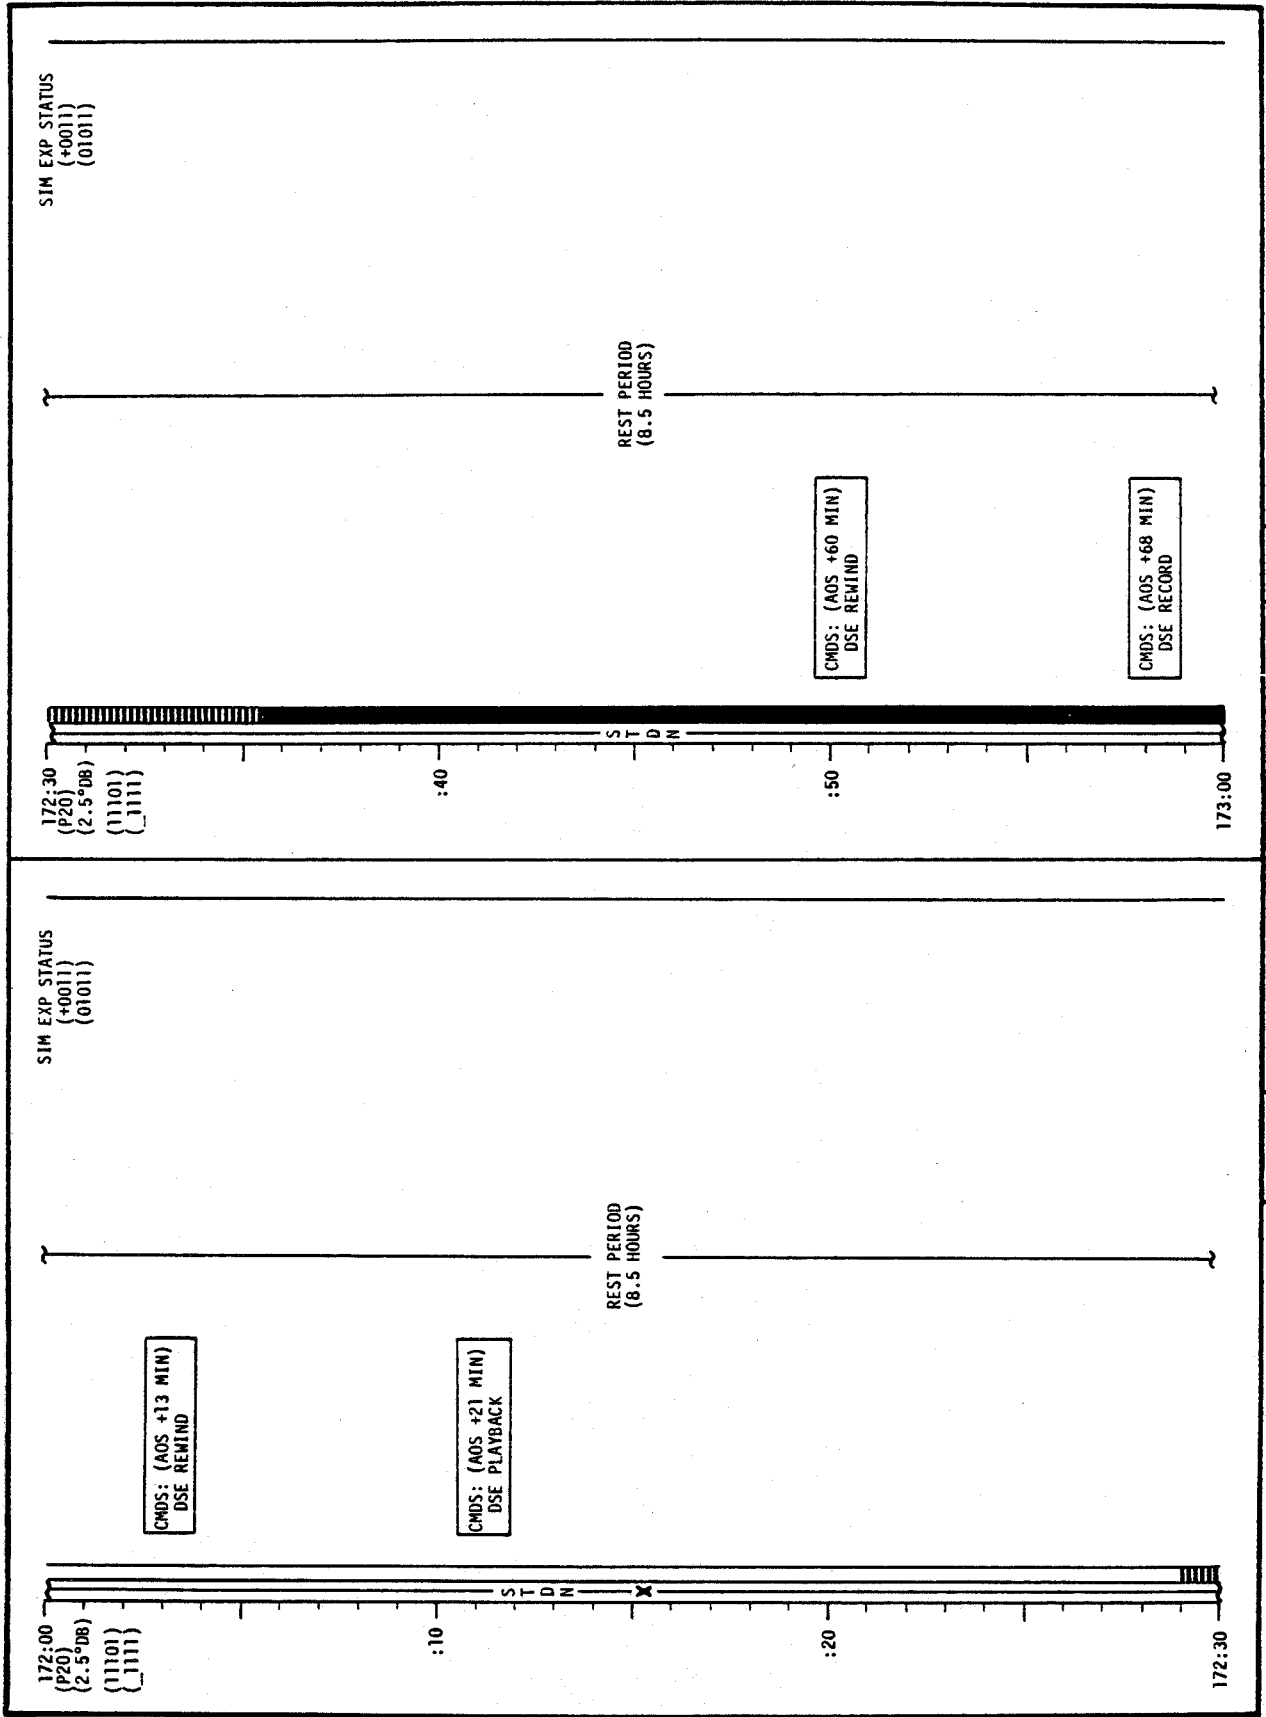 172:00
(P20)
(2.5°DB)
(11101)
(_1111)
:10
:20
172:30
STDN
X
CMDS: (AOS +13 MIN)
DSE REWIND
CMDS: (AOS +21 MIN)
DSE PLAYBACK
REST PERIOD
(8.5 HOURS)
SIM EXP STATUS
(+0011)
(01011)
172:30
(P20)
(2.5°DB)
(11101)
(_1111)
:40
:50
173:00
STDN
CMDS: (AOS +60 MIN)
DSE REWIND
CMDS: (AOS +68 MIN)
DSE RECORD
REST PERIOD
(8.5 HOURS)
SIM EXP STATUS
(+0011)
(01011)